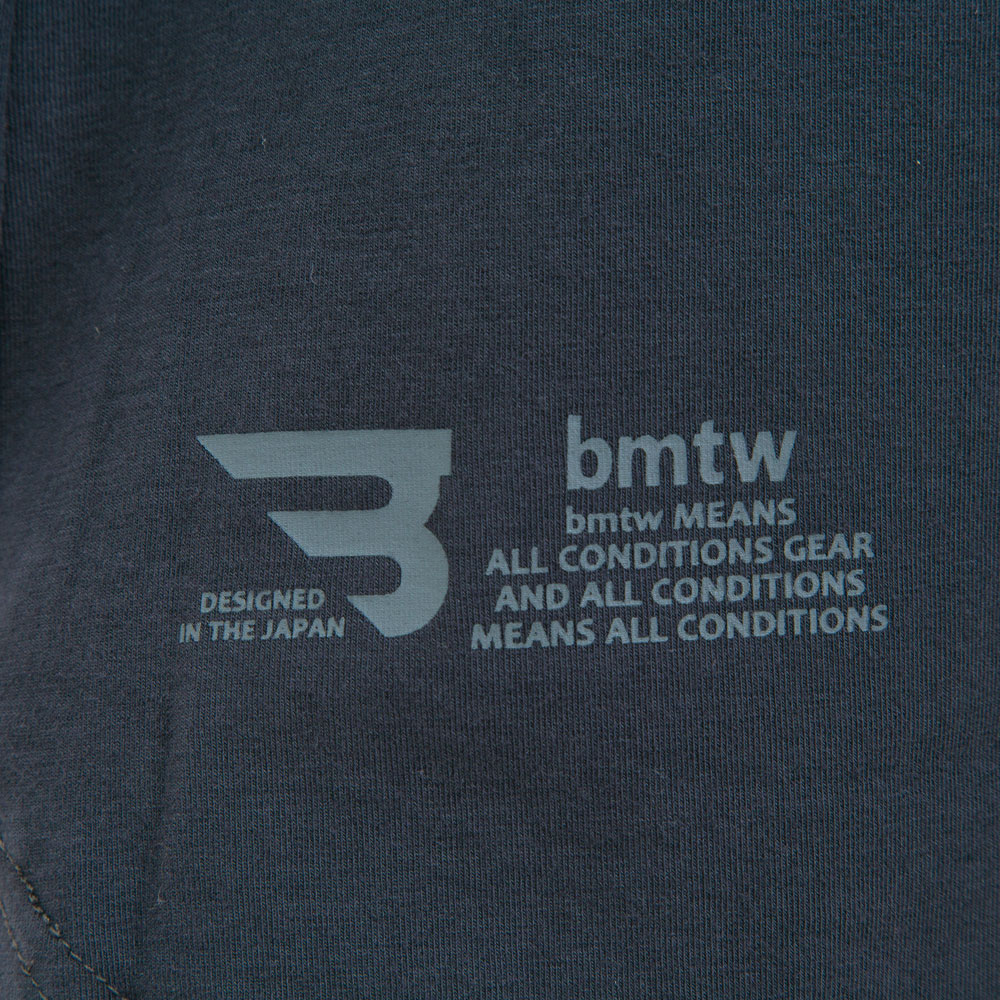 bmtw
bmtw MEANS
ALL CONDITIONS GEAR
AND ALL CONDITIONS
MEANS ALL CONDITIONS
DESIGNED
IN THE JAPAN